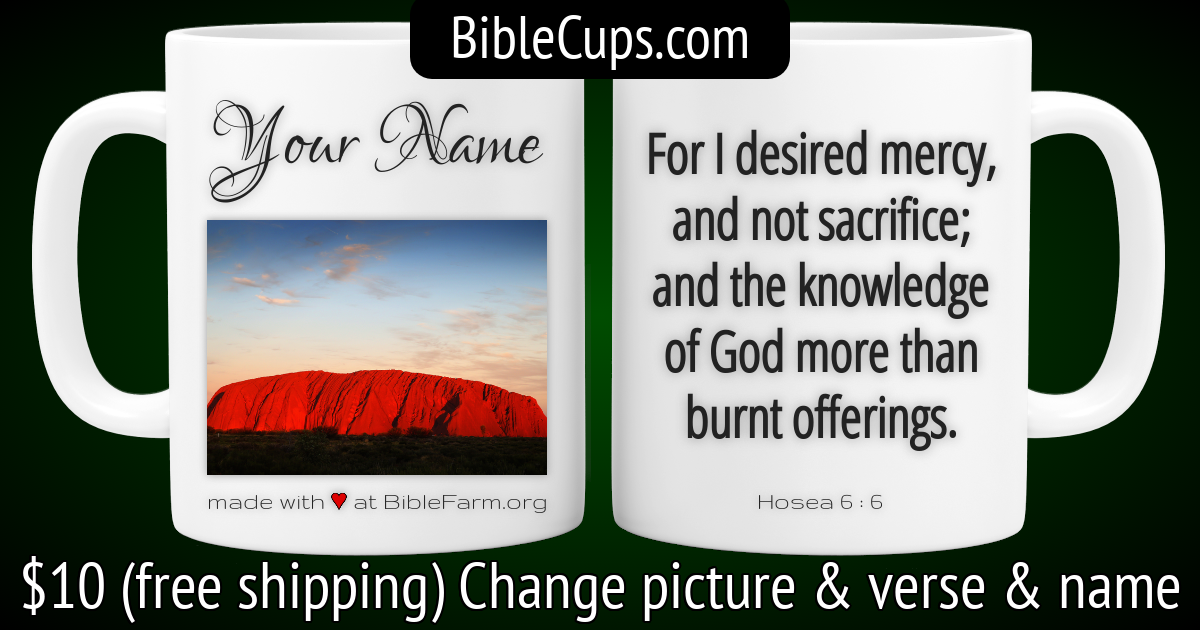 BibleCups.com
Your Name
made with ♥ at BibleFarm.org
For I desired mercy,
and not sacrifice;
and the knowledge
of God more than
burnt offerings.
Hosea 6 : 6
$10 (free shipping) Change picture & verse & name